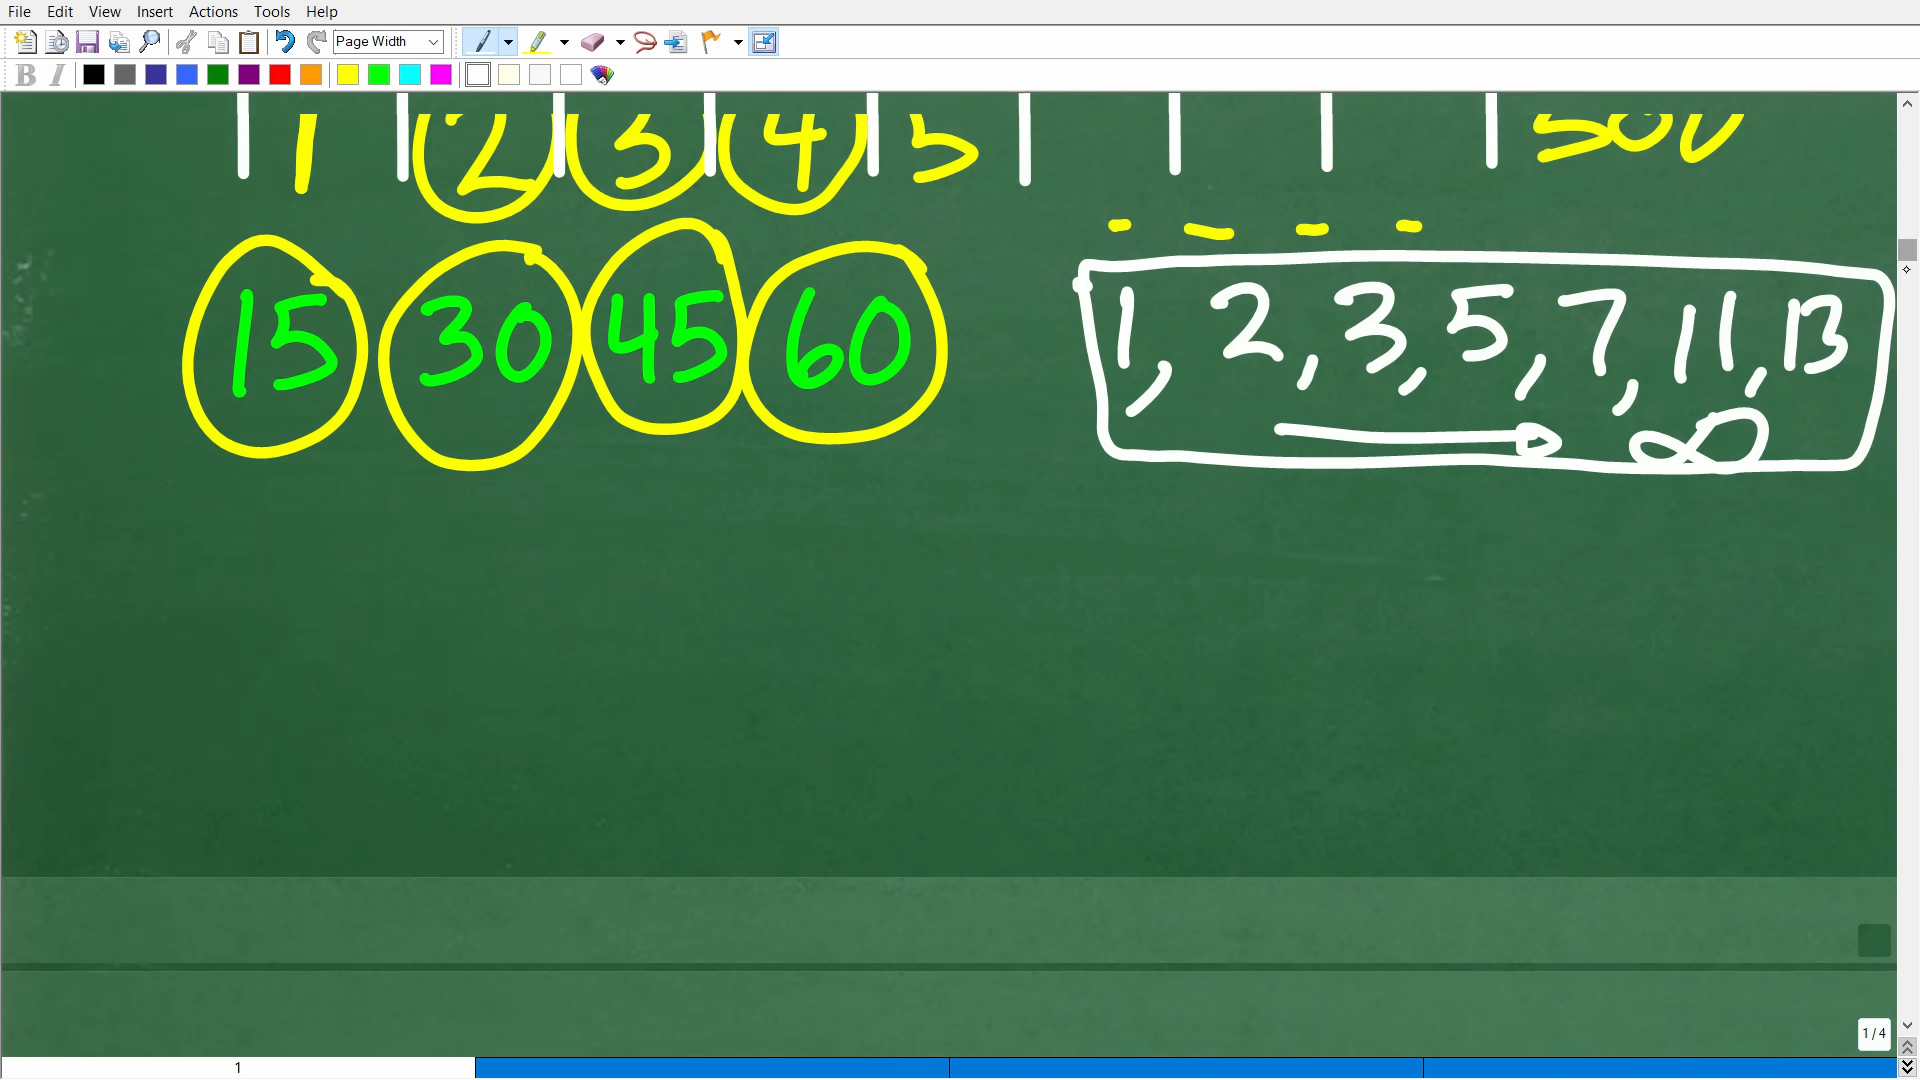 File Edit View Insert Actions Tools Help
Page Width
B I
1 2 3 4 5 500
15 30 45 60
1, 2, 3, 5, 7, 11, 13
∞
1 / 4
1